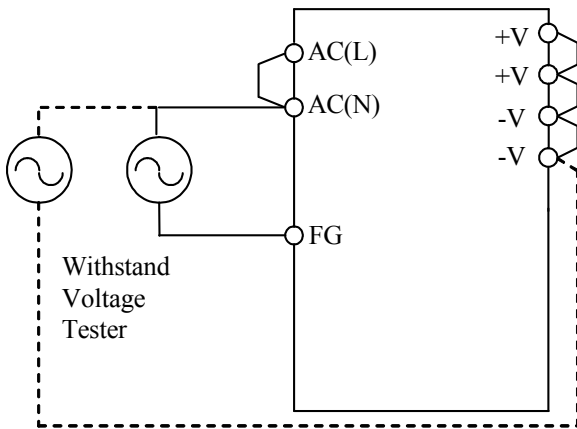 AC(L)
AC(N)
FG
+V
+V
-V
-V
Withstand
Voltage
Tester